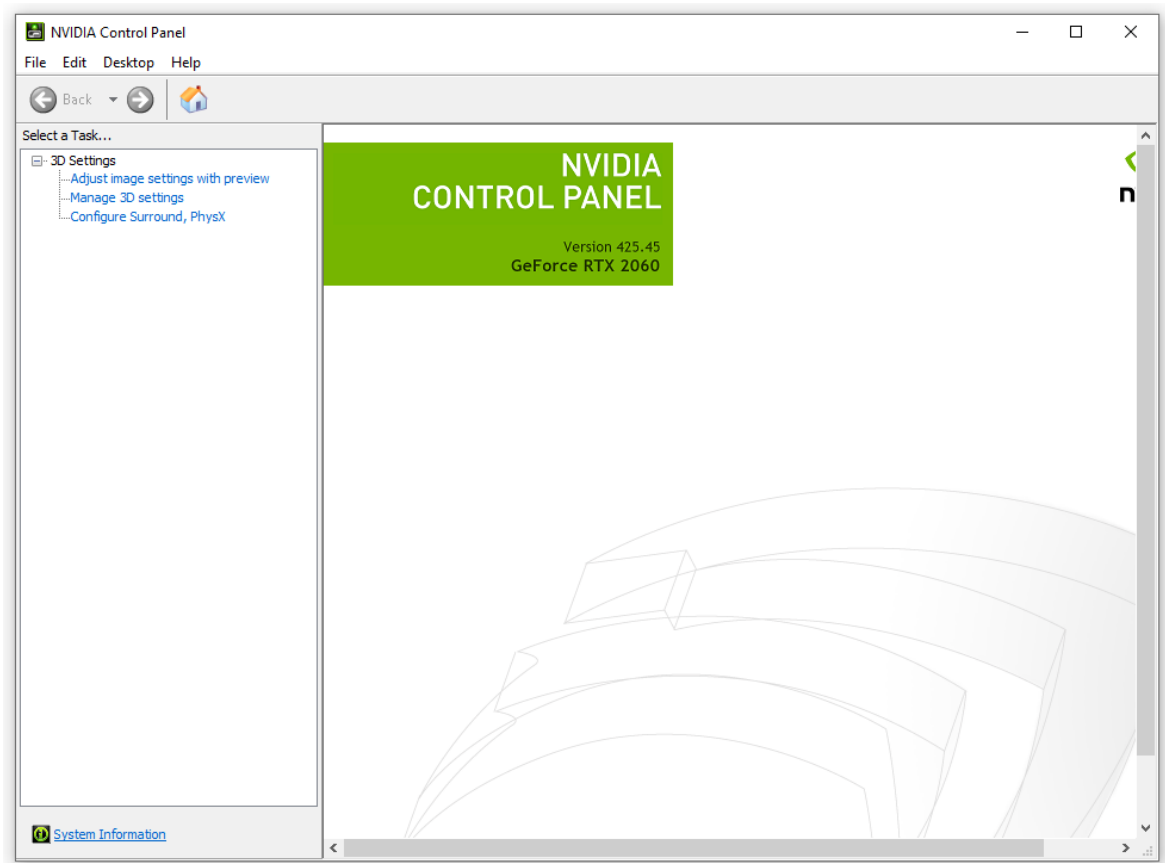 NVIDIA Control Panel
File Edit Desktop Help
Back
Select a Task...
3D Settings
Adjust image settings with preview
Manage 3D settings
Configure Surround, PhysX
System Information
NVIDIA
CONTROL PANEL
Version 425.45
GeForce RTX 2060
n